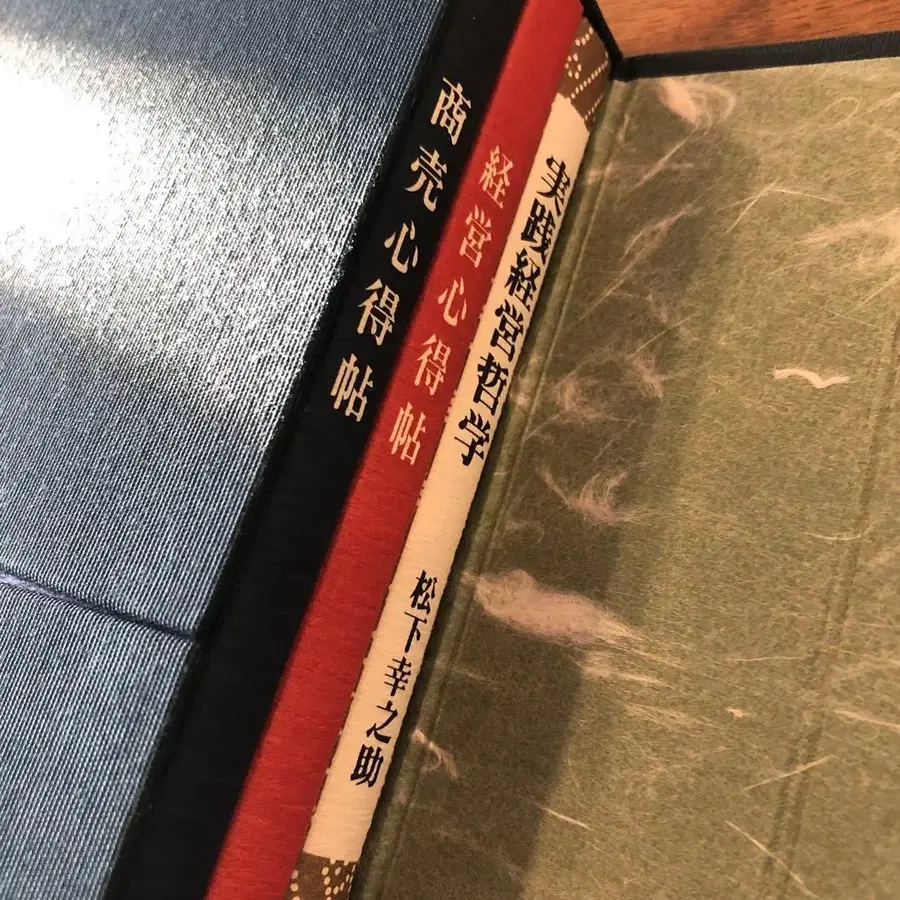 商売心得帖
経営心得帖
実践経営哲学
松下幸之助